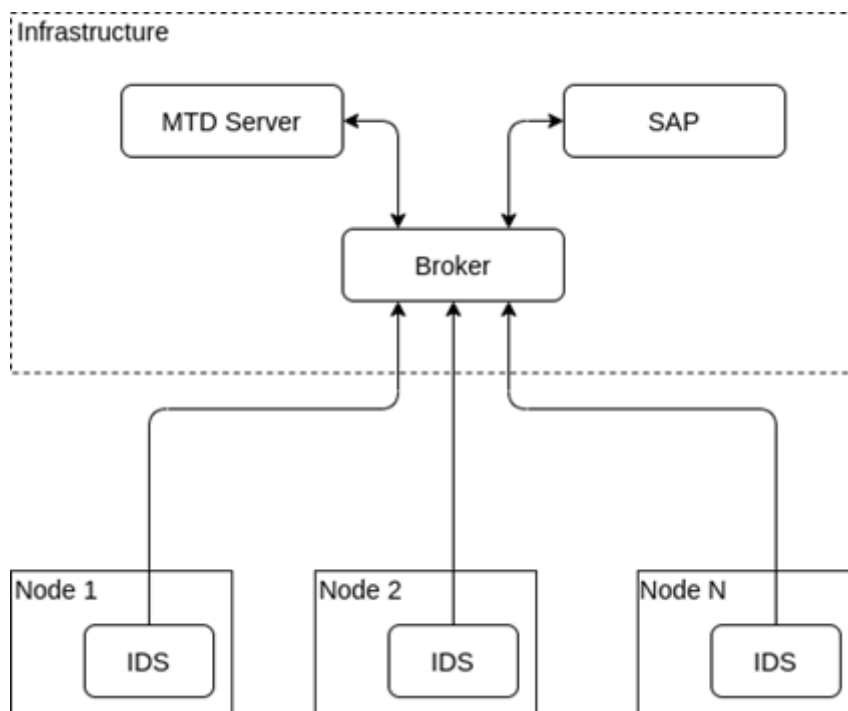 Infrastructure
MTD Server
SAP
Broker
Node 1
Node 2
Node N
IDS
IDS
IDS